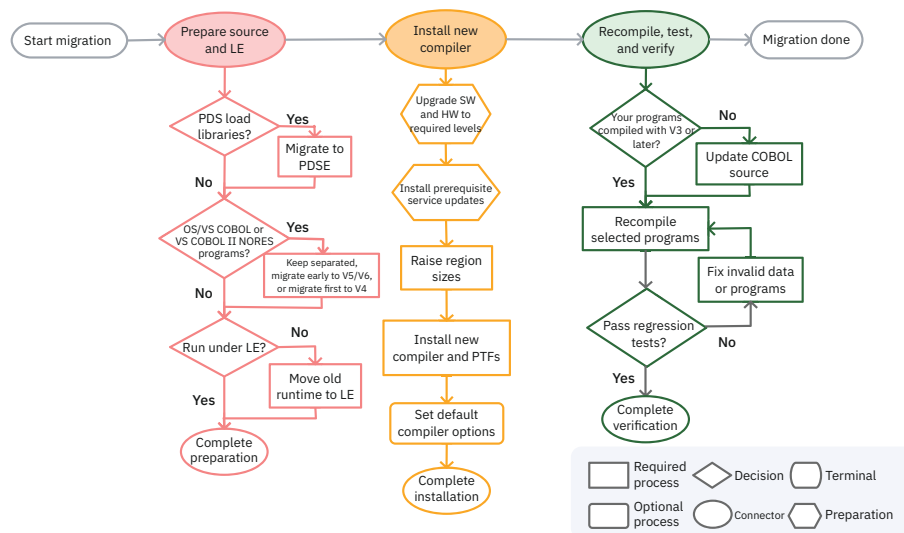 Start migration
Prepare source
and LE
Install new
compiler
Recompile, test,
and verify
Migration done
PDS load
libraries?
Yes
Migrate to
PDSE
No
OS/VS COBOL or
VS COBOL II NORES
programs?
Yes
Keep separated,
migrate early to V5/V6,
or migrate first to V4
No
Run under LE?
No
Move old
runtime to LE
Yes
Complete
preparation
Upgrade SW
and HW to
required levels
Install prerequisite
service updates
Raise region
sizes
Install new
compiler and PTFs
Set default
compiler options
Complete
installation
Your programs
compiled with V3 or
later?
No
Update COBOL
source
Yes
Recompile
selected programs
Fix invalid data
or programs
Pass regression
tests?
No
Yes
Complete
verification
Required
process
Decision
Terminal
Optional
process
Connector
Preparation